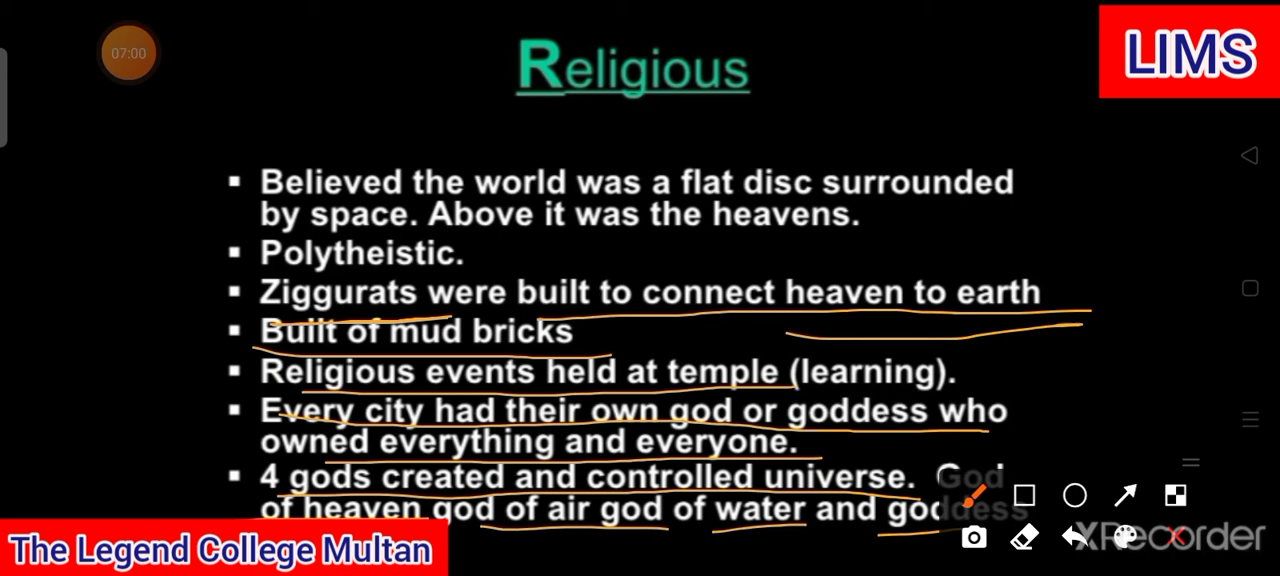 07:00
Religious
LIMS
▪ Believed the world was a flat disc surrounded
by space. Above it was the heavens.
▪ Polytheistic.
▪ Ziggurats were built to connect heaven to earth
▪ Built of mud bricks
▪ Religious events held at temple (learning).
▪ Every city had their own god or goddess who
owned everything and everyone.
▪ 4 gods created and controlled universe. God
of heaven god of air god of water and goddess
The Legend College Multan
XRecorder